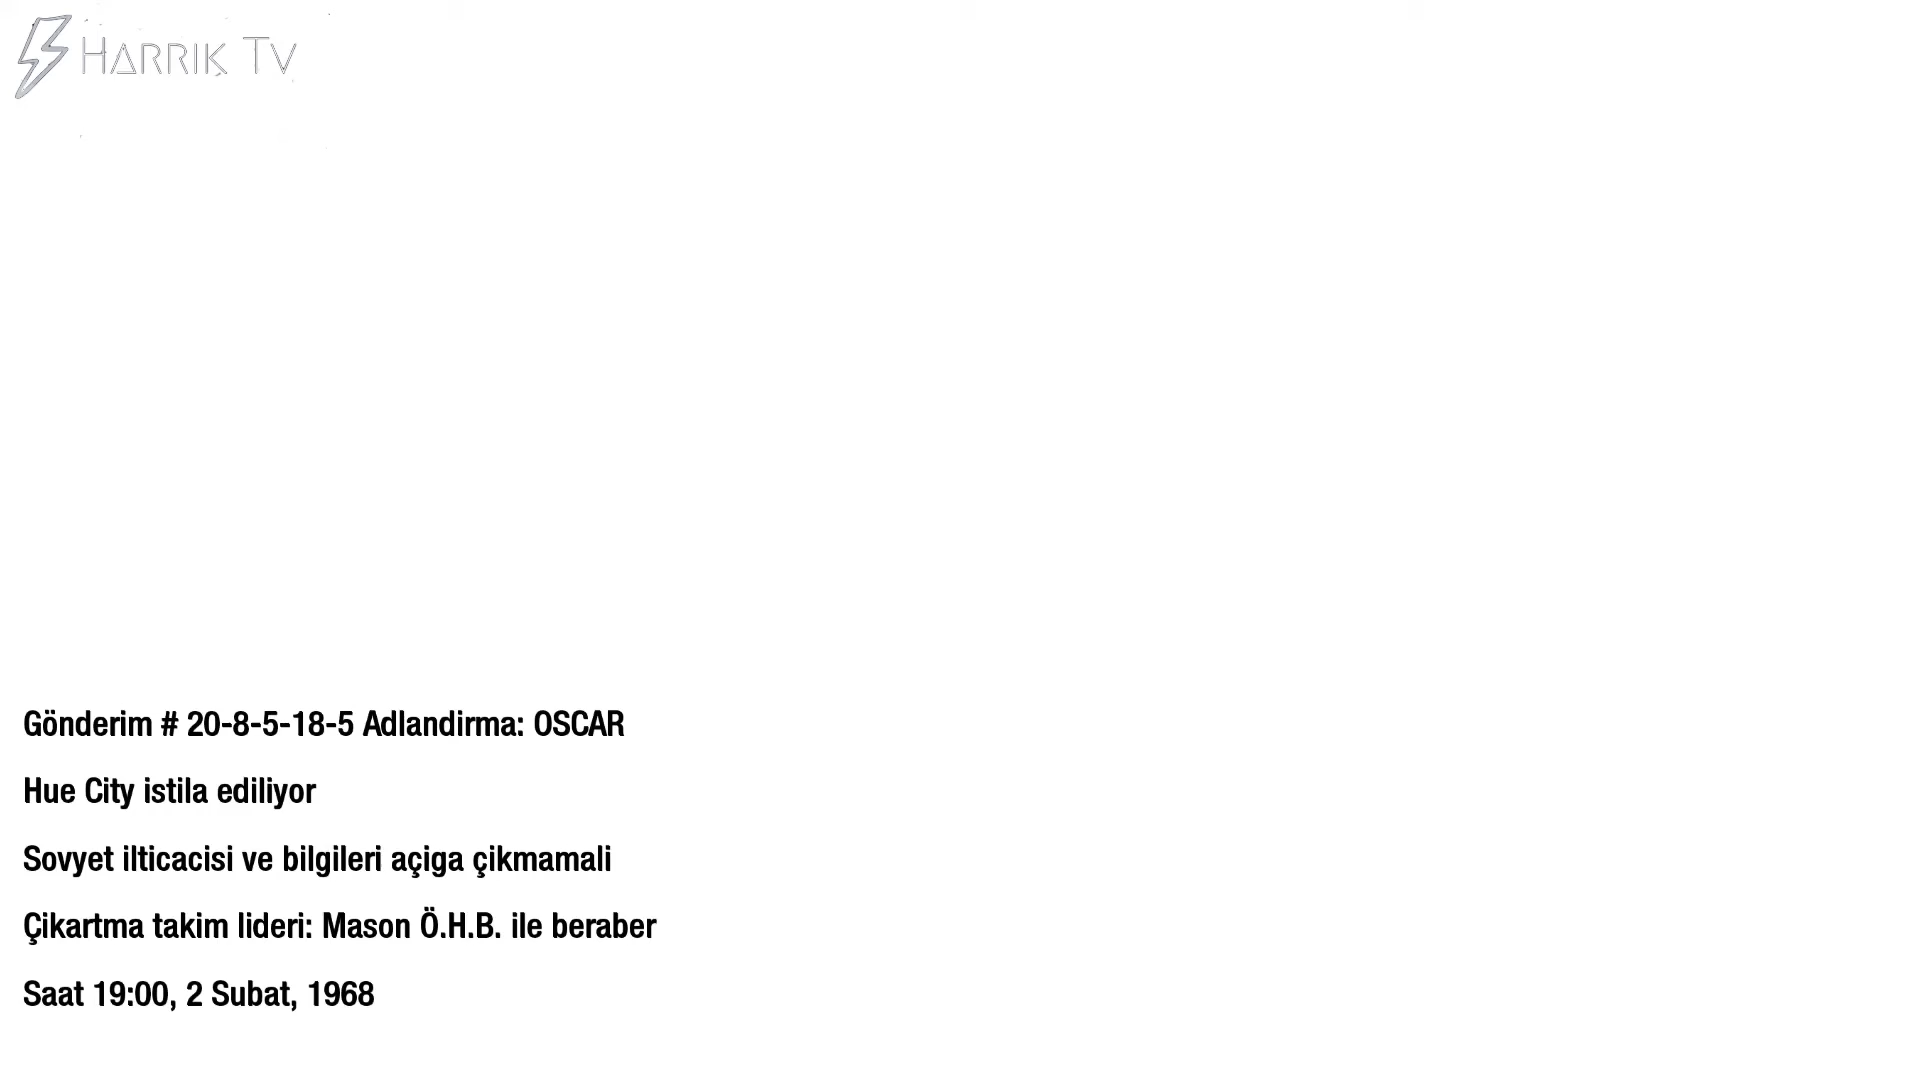 HARRIK TV
Gönderim # 20-8-5-18-5 Adlandirma: OSCAR
Hue City istila ediliyor
Sovyet ilticacisi ve bilgileri açiga çikmamali
Çikartma takim lideri: Mason Ö.H.B. ile beraber
Saat 19:00, 2 Subat, 1968